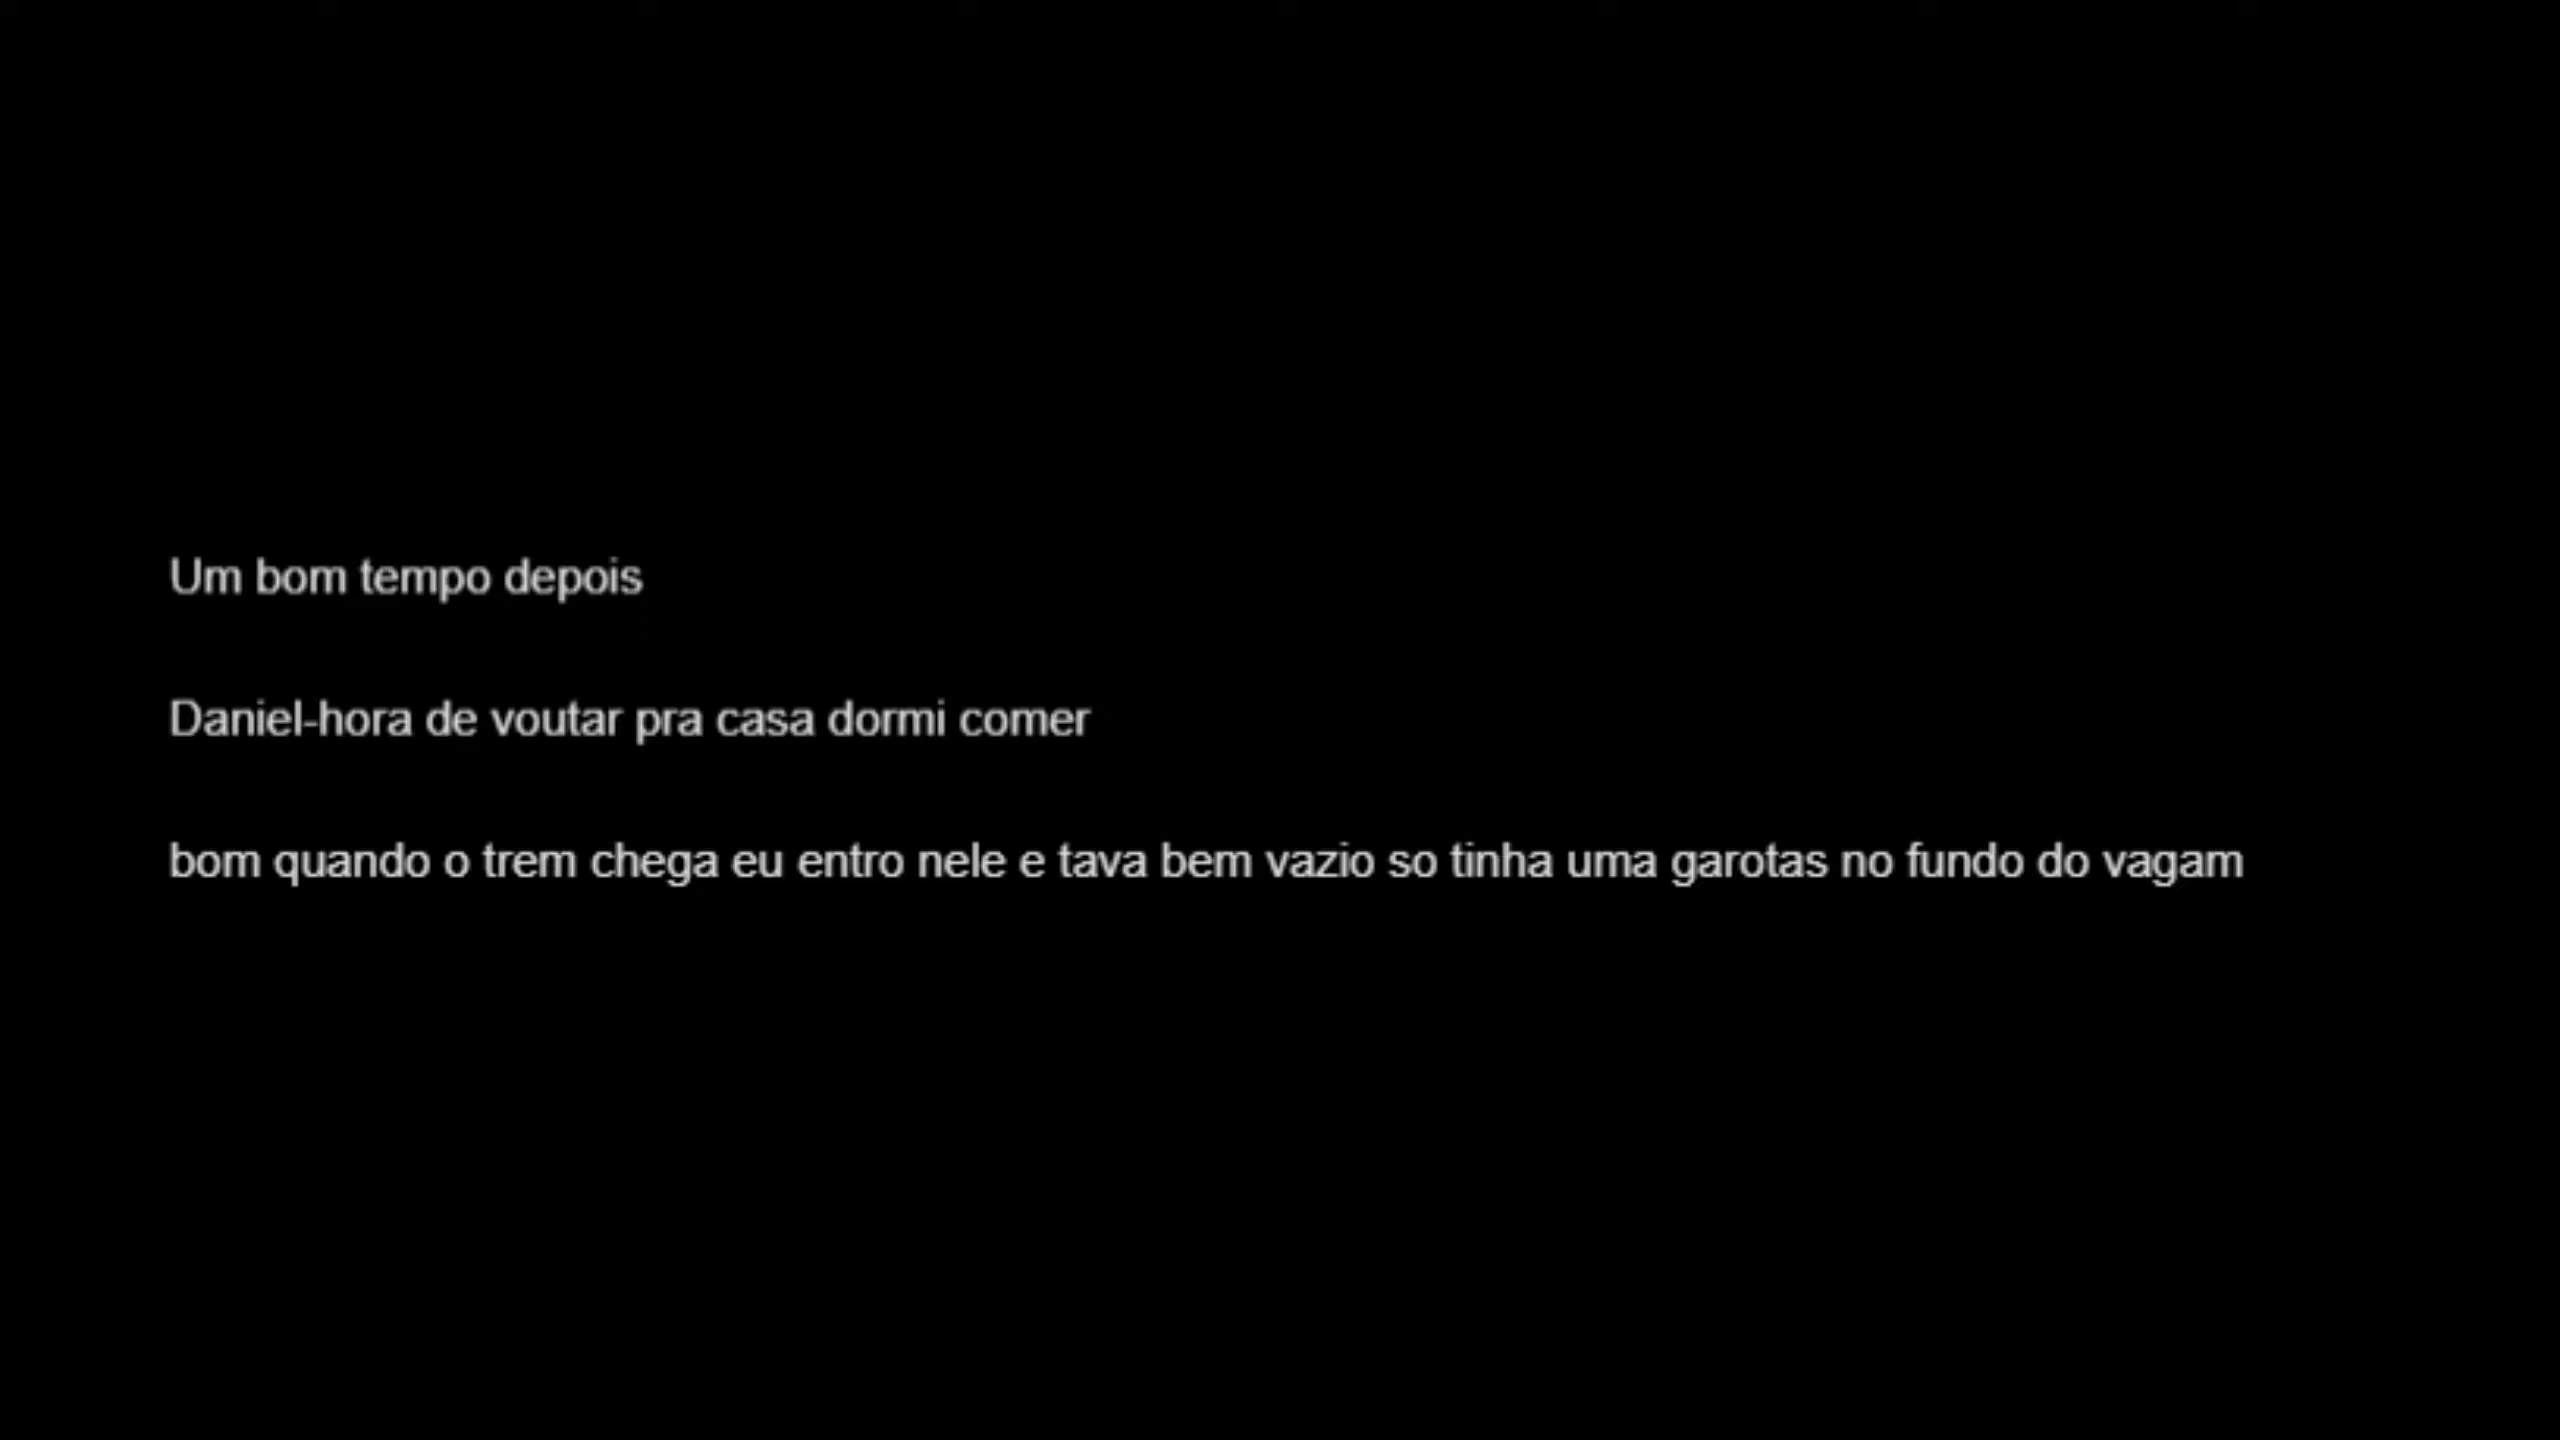 Um bom tempo depois
Daniel-hora de voutar pra casa dormi comer
bom quando o trem chega eu entro nele e tava bem vazio so tinha uma garotas no fundo do vagam